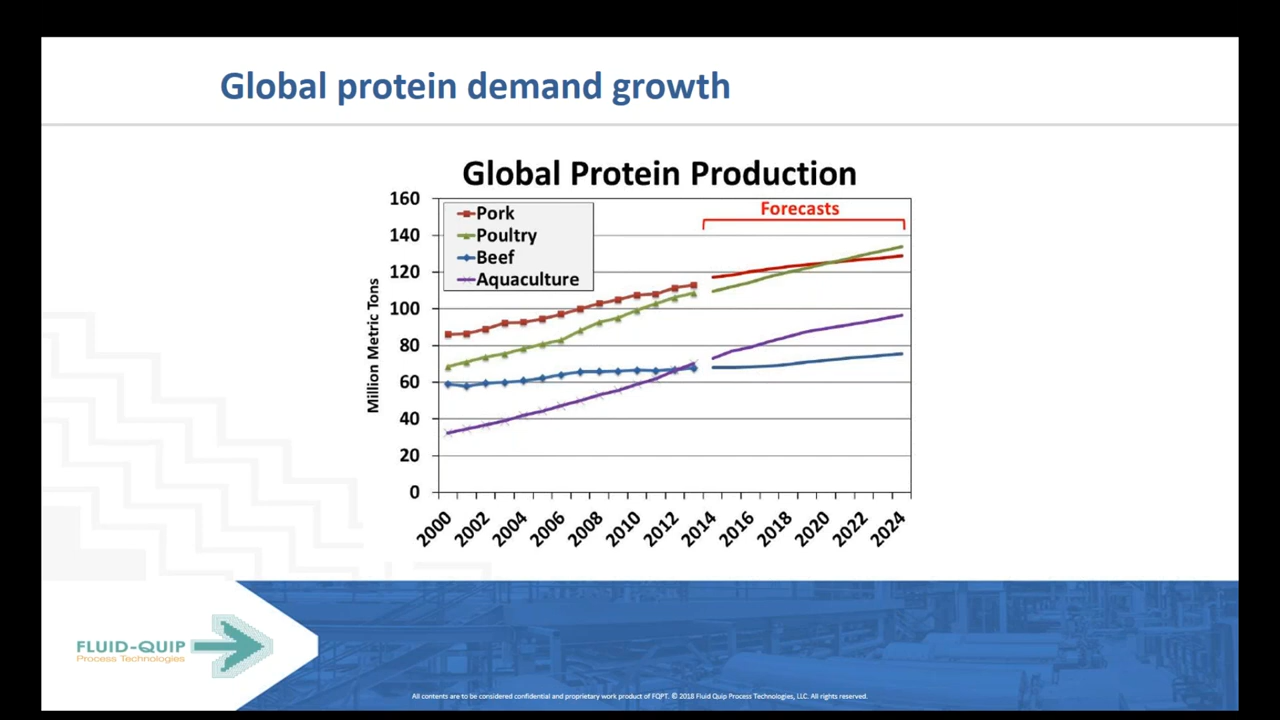 Global protein demand growth
Global Protein Production
Forecasts
Pork
Poultry
Beef
Aquaculture
Million Metric Tons
160
140
120
100
80
60
40
20
0
2000 2002 2004 2006 2008 2010 2012 2014 2016 2018 2020 2022 2024
FLUID-QUIP
Process Technologies
All contents are to be considered confidential and proprietary work product of FQPT. © 2018 Fluid Quip Process Technologies, LLC. All rights reserved.